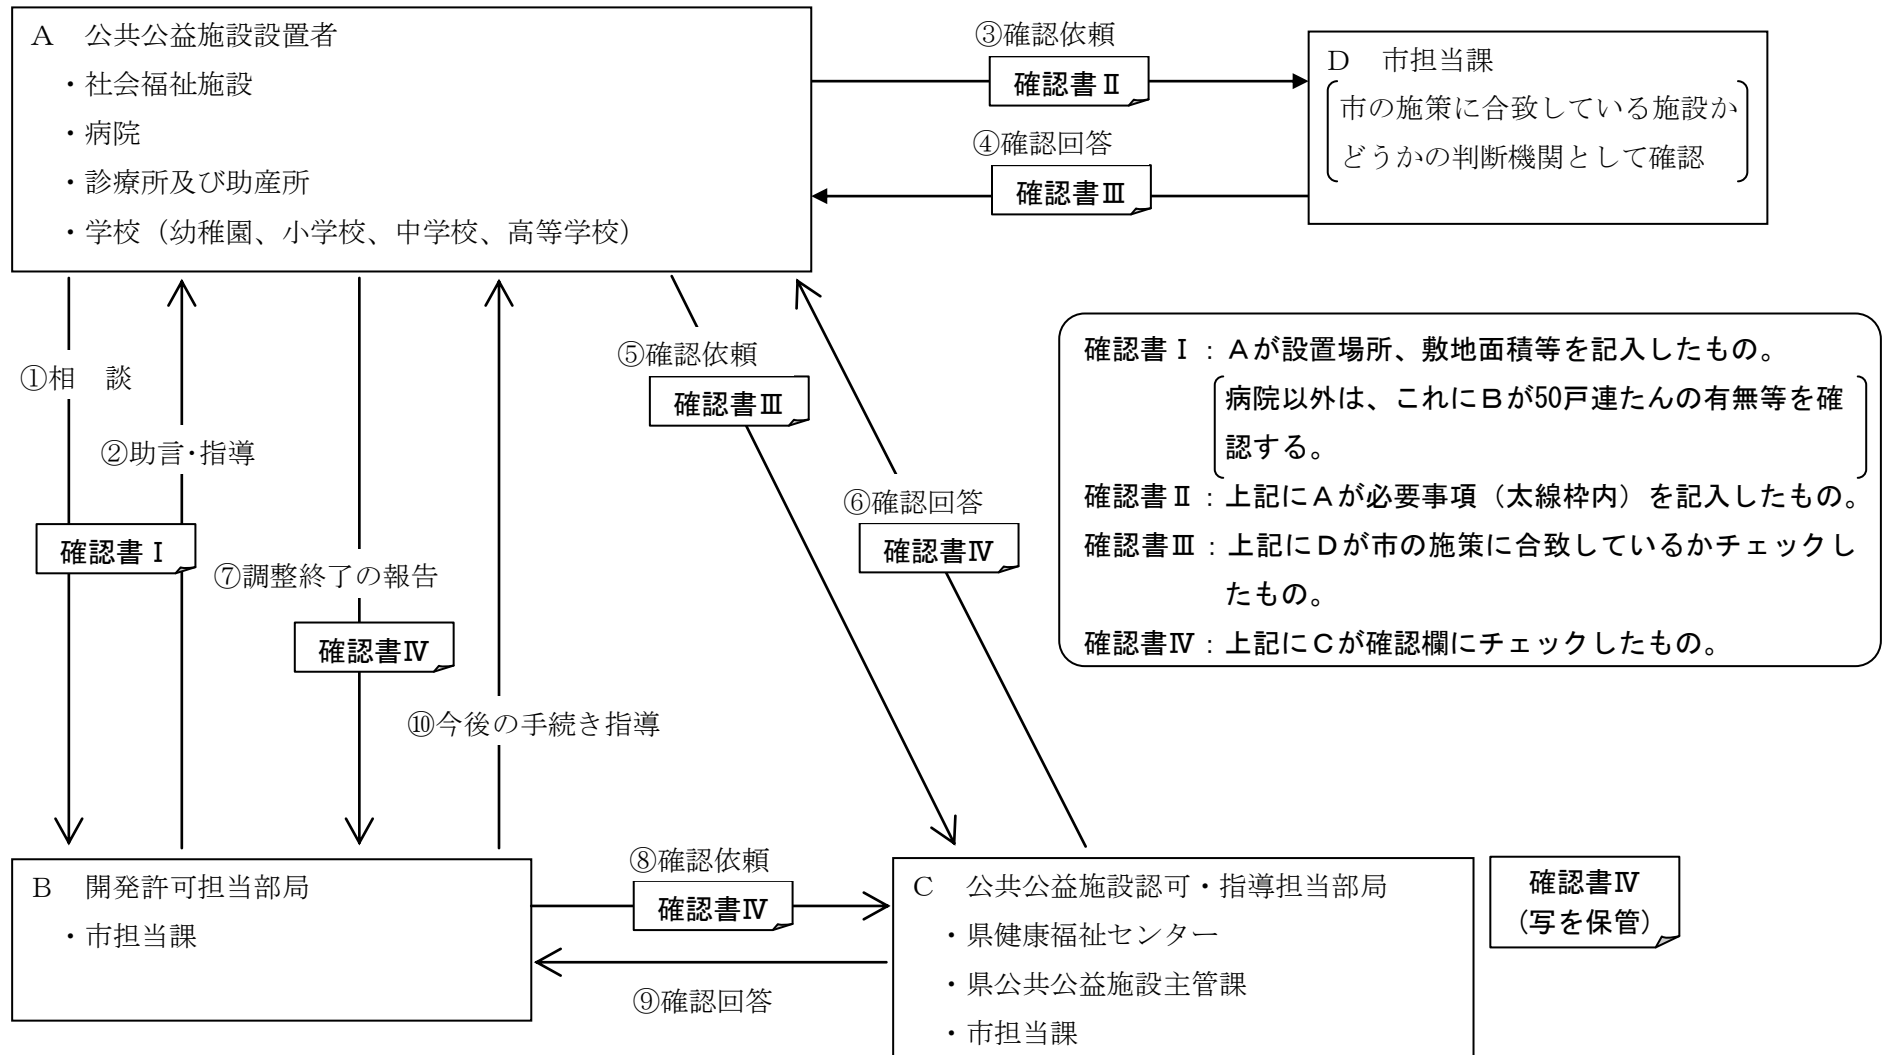 A　公共公益施設設置者
・社会福祉施設
・病院
・診療所及び助産所
・学校（幼稚園、小学校、中学校、高等学校）
③確認依頼
確認書Ⅱ
④確認回答
確認書Ⅲ
D　市担当課
市の施策に合致している施設か
どうかの判断機関として確認
①相　談
②助言・指導
確認書Ⅰ
⑦調整終了の報告
確認書Ⅳ
⑩今後の手続き指導
⑤確認依頼
確認書Ⅲ
⑥確認回答
確認書Ⅳ
確認書Ⅰ：Ａが設置場所、敷地面積等を記入したもの。
病院以外は、これにＢが50戸連たんの有無等を確
認する。
確認書Ⅱ：上記にＡが必要事項（太線枠内）を記入したもの。
確認書Ⅲ：上記にＤが市の施策に合致しているかチェックし
たもの。
確認書Ⅳ：上記にＣが確認欄にチェックしたもの。
B　開発許可担当部局
・市担当課
⑧確認依頼
確認書Ⅳ
⑨確認回答
C　公共公益施設認可・指導担当部局
・県健康福祉センター
・県公共公益施設主管課
・市担当課
確認書Ⅳ
（写を保管）